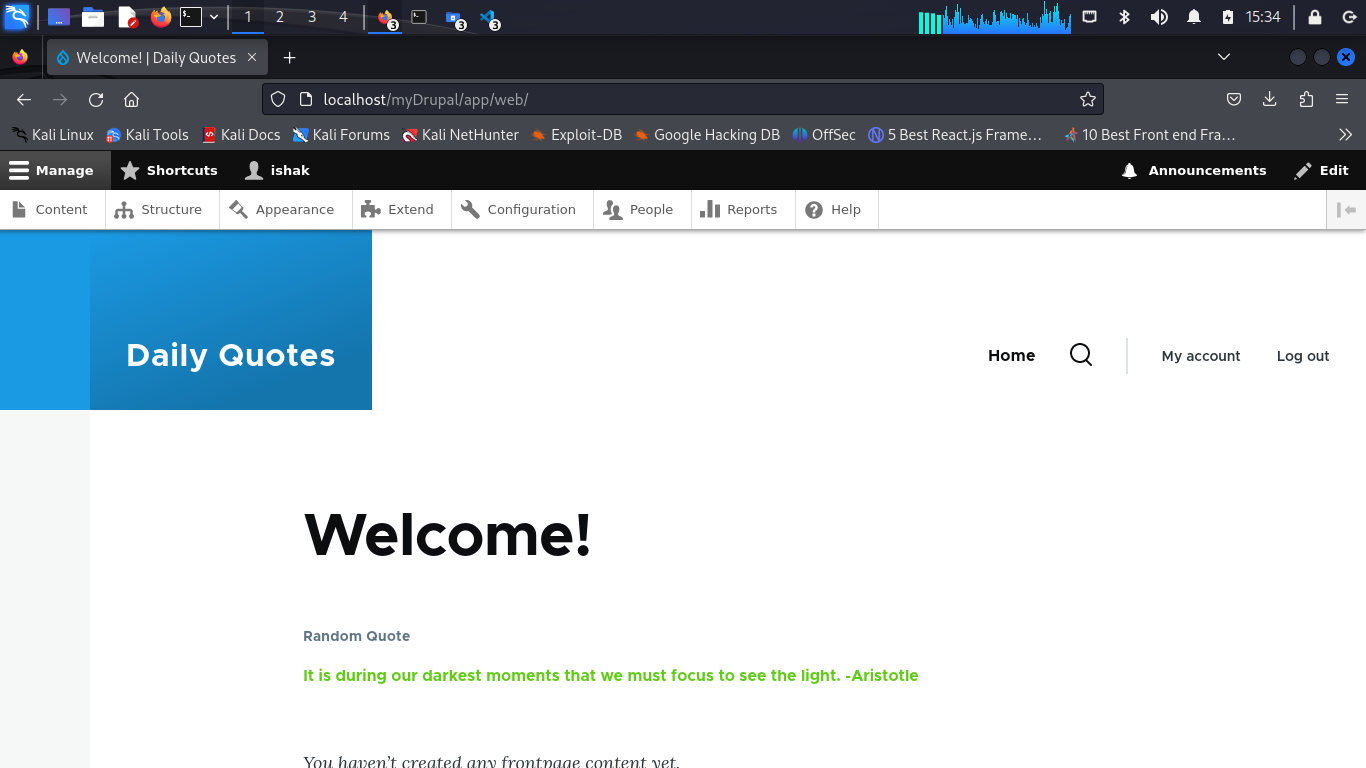 1 2 3 4 3 3 3 15:34
Welcome! | Daily Quotes
localhost/myDrupal/app/web/
Kali Linux Kali Tools Kali Docs Kali Forums Kali NetHunter Exploit-DB Google Hacking DB OffSec 5 Best React.js Frame… 10 Best Front end Fra…
Manage Shortcuts ishak Announcements Edit
Content Structure Appearance Extend Configuration People Reports Help
Daily Quotes
Home My account Log out
Welcome!
Random Quote
It is during our darkest moments that we must focus to see the light. -Aristotle
You haven’t created any frontpage content yet.